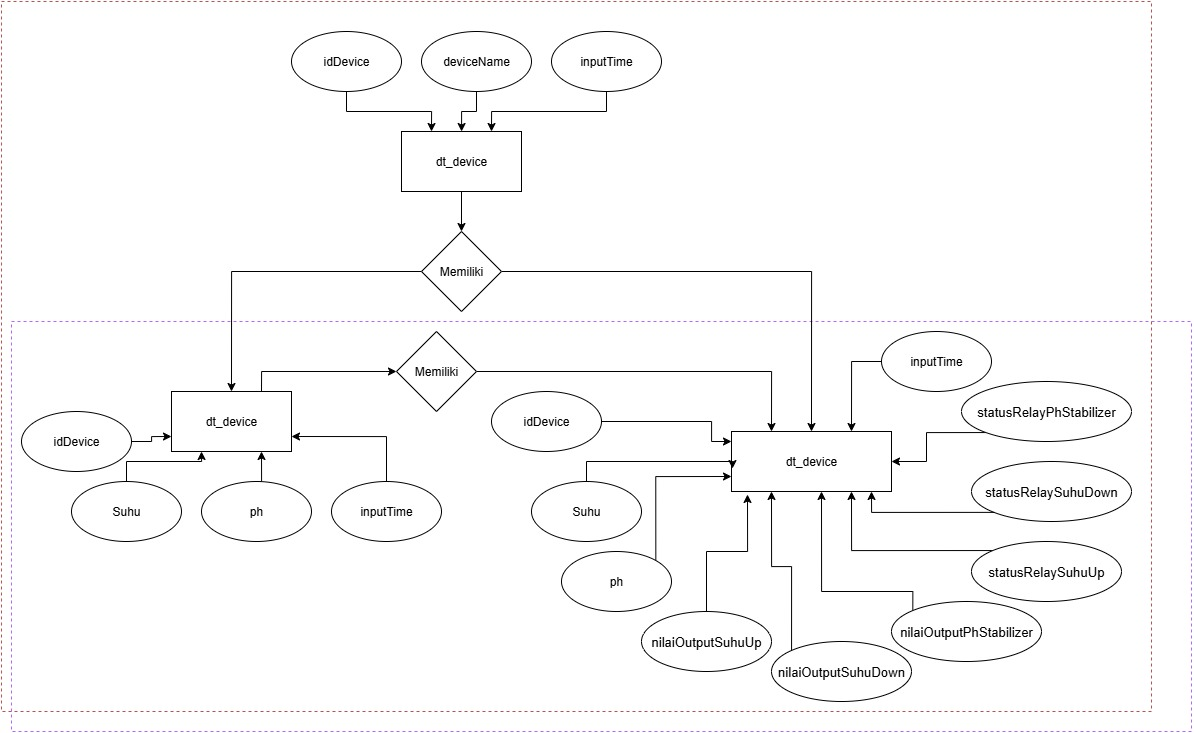 idDevice
deviceName
inputTime
dt_device
Memiliki
Memiliki
inputTime
statusRelayPhStabilizer
dt_device
idDevice
idDevice
dt_device
statusRelaySuhuDown
Suhu
ph
inputTime
Suhu
ph
statusRelaySuhuUp
nilaiOutputSuhuUp
nilaiOutputPhStabilizer
nilaiOutputSuhuDown